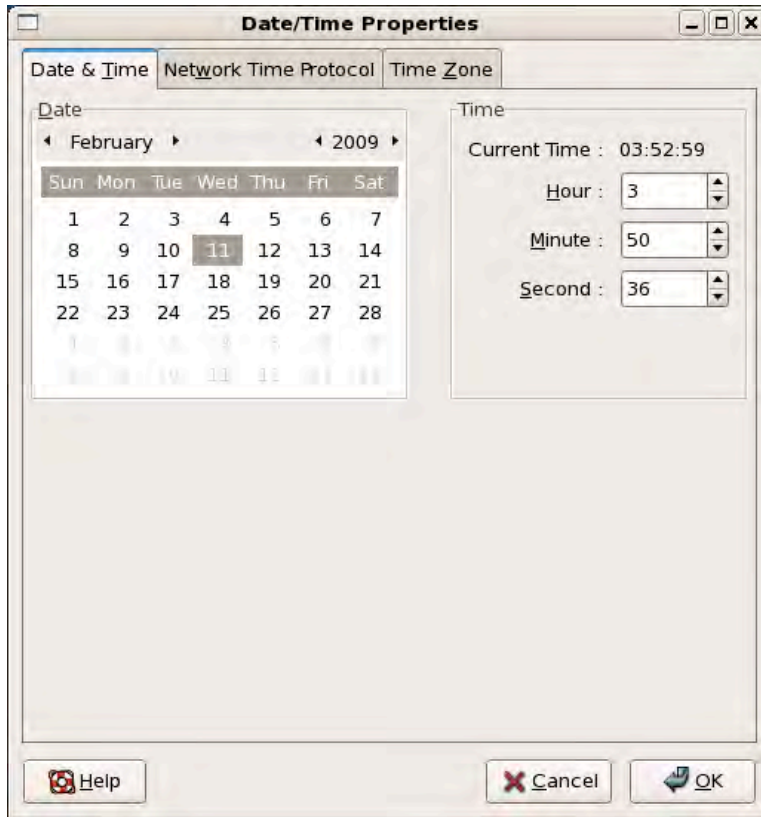 Date/Time Properties
Date & Time Network Time Protocol Time Zone
Date
February 2009
Sun Mon Tue Wed Thu Fri Sat
1 2 3 4 5 6 7
8 9 10 11 12 13 14
15 16 17 18 19 20 21
22 23 24 25 26 27 28
Time
Current Time : 03:52:59
Hour : 3
Minute : 50
Second : 36
Help Cancel OK